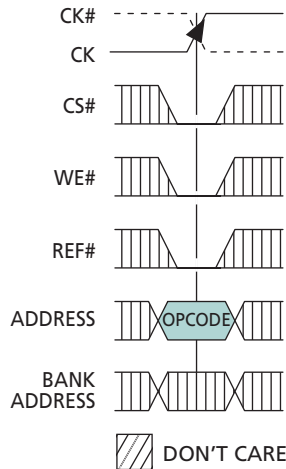 CK#
CK
CS#
WE#
REF#
ADDRESS
OPCODE
BANK
ADDRESS
DON'T CARE